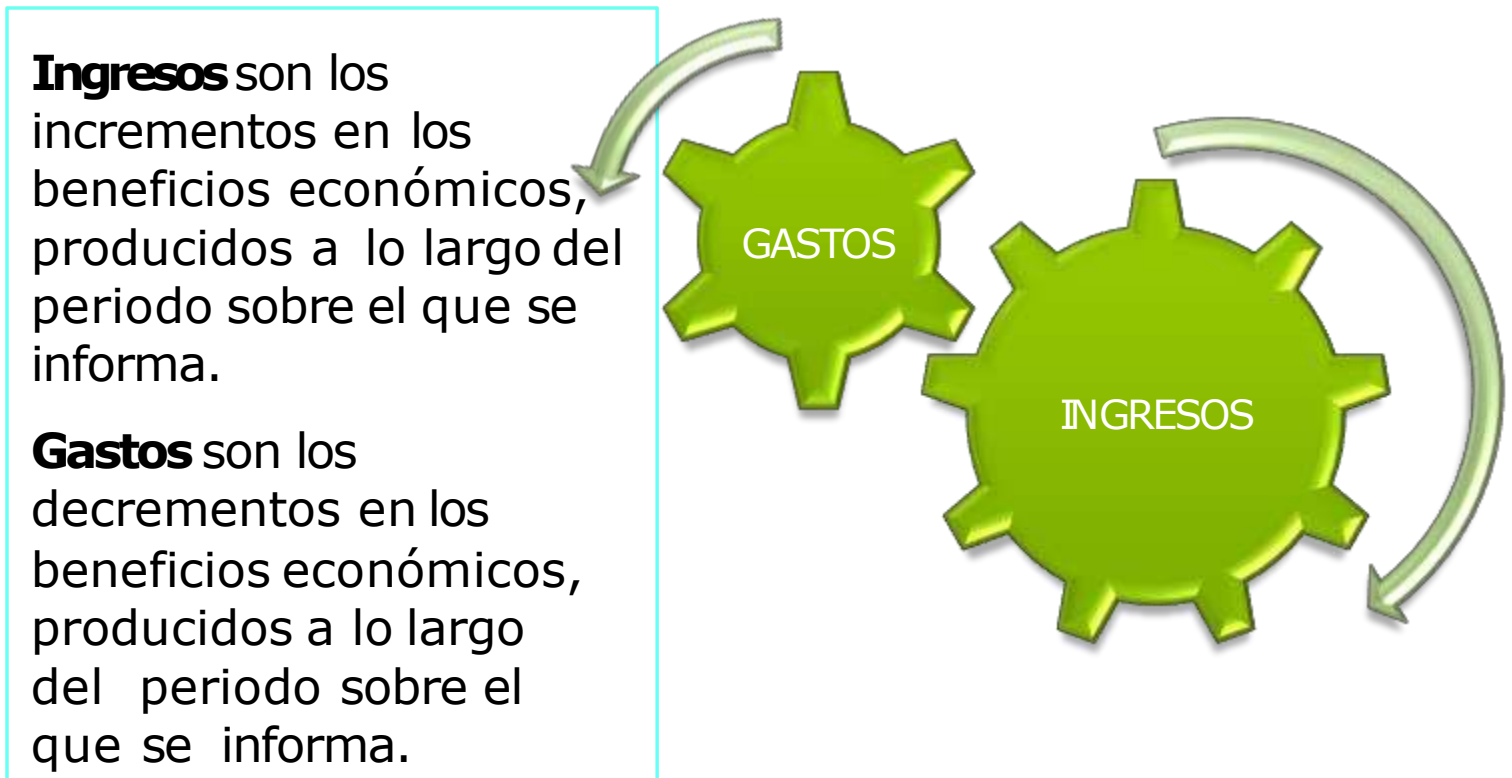 Ingresos son los
incrementos en los
beneficios económicos,
producidos a lo largo del
periodo sobre el que se
informa.
Gastos son los
decrementos en los
beneficios económicos,
producidos a lo largo
del periodo sobre el
que se informa.
GASTOS
INGRESOS